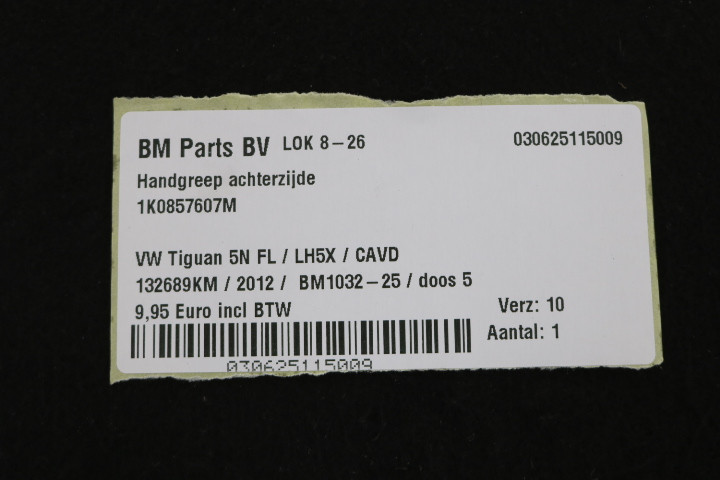 BM Parts BV LOK 8-26 030625115009
Handgreep achterzijde
1K0857607M
VW Tiguan 5N FL / LH5X / CAVD
132689KM / 2012 / BM1032-25 / doos 5
9,95 Euro incl BTW Verz: 10
Aantal: 1
030625115009